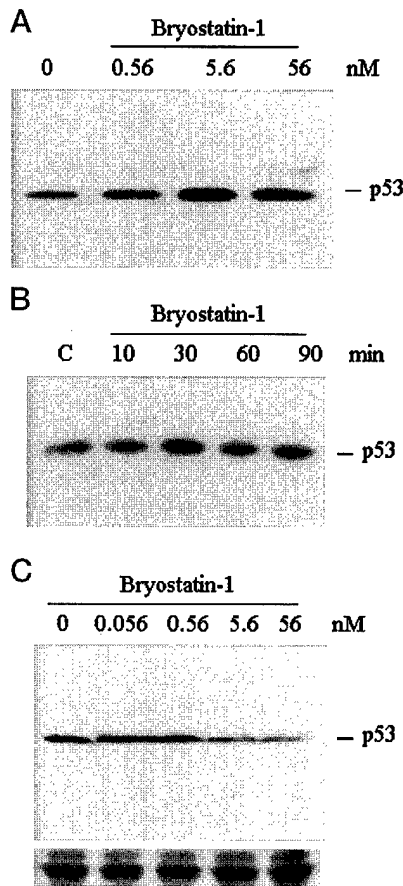 A
Bryostatin-1
0 0.56 5.6 56 nM
– p53
B
Bryostatin-1
C 10 30 60 90 min
– p53
C
Bryostatin-1
0 0.056 0.56 5.6 56 nM
– p53